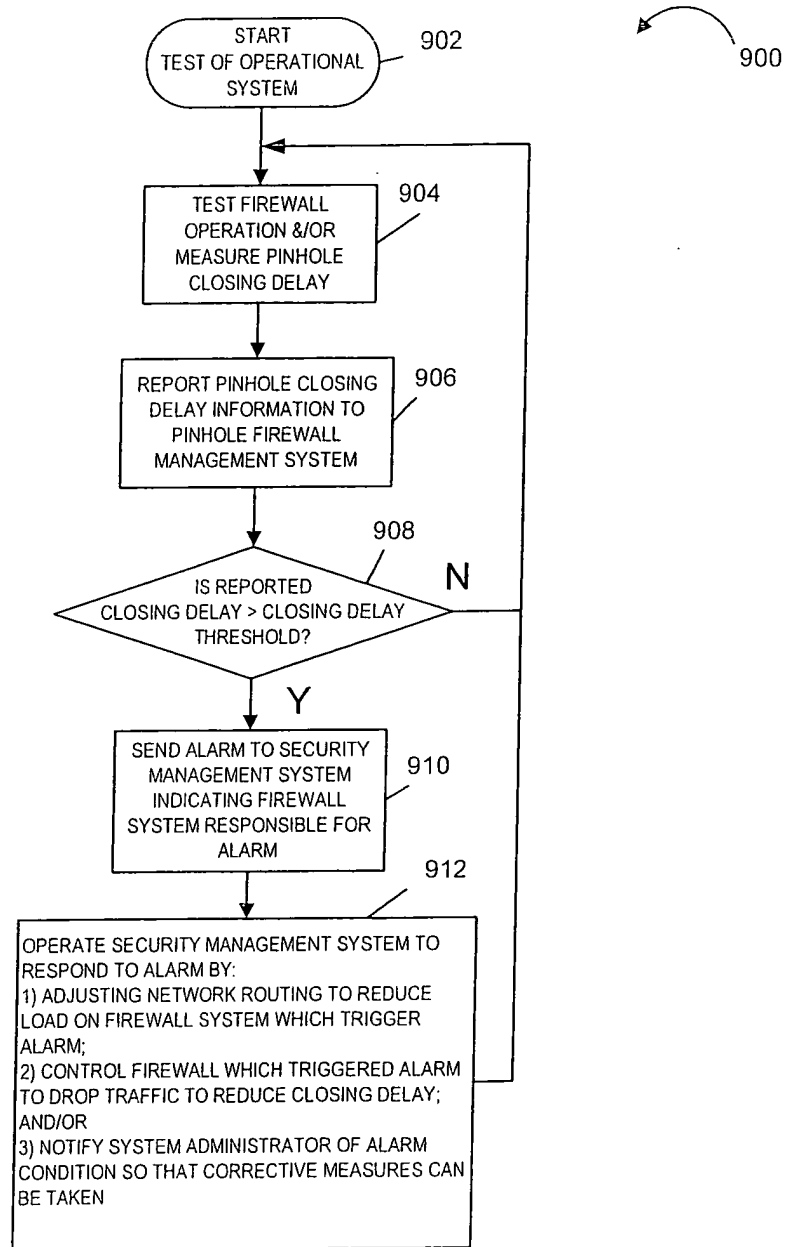 START
TEST OF OPERATIONAL
SYSTEM
902
900
TEST FIREWALL
OPERATION &/OR
MEASURE PINHOLE
CLOSING DELAY
904
REPORT PINHOLE CLOSING
DELAY INFORMATION TO
PINHOLE FIREWALL
MANAGEMENT SYSTEM
906
908
IS REPORTED
CLOSING DELAY > CLOSING DELAY
THRESHOLD?
N
Y
SEND ALARM TO SECURITY
MANAGEMENT SYSTEM
INDICATING FIREWALL
SYSTEM RESPONSIBLE FOR
ALARM
910
912
OPERATE SECURITY MANAGEMENT SYSTEM TO
RESPOND TO ALARM BY:
1) ADJUSTING NETWORK ROUTING TO REDUCE
LOAD ON FIREWALL SYSTEM WHICH TRIGGER
ALARM;
2) CONTROL FIREWALL WHICH TRIGGERED ALARM
TO DROP TRAFFIC TO REDUCE CLOSING DELAY;
AND/OR
3) NOTIFY SYSTEM ADMINISTRATOR OF ALARM
CONDITION SO THAT CORRECTIVE MEASURES CAN
BE TAKEN